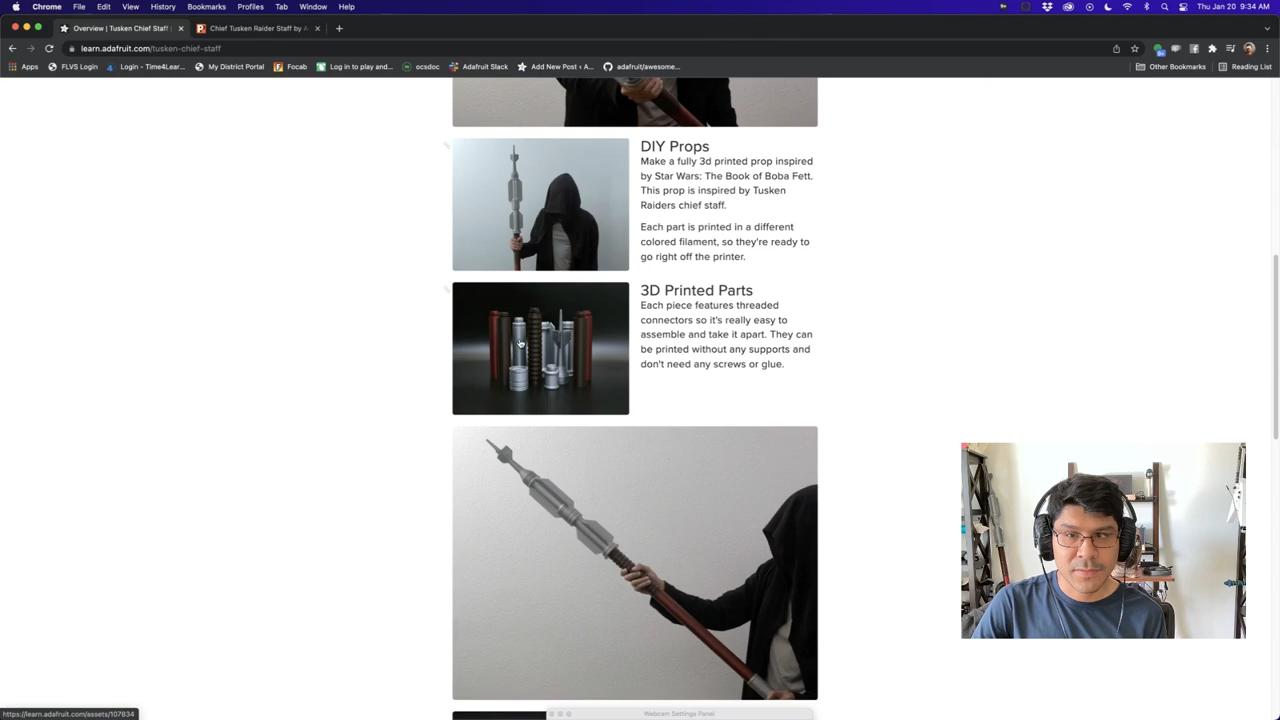 Chrome File Edit View History Bookmarks Profiles Tab Window Help
Thu Jan 20 9:34 AM
Overview | Tusken Chief Staff |
Chief Tusken Raider Staff by A
learn.adafruit.com/tusken-chief-staff
Apps FLVS Login Login - Time4Lear... My District Portal Focab Log in to play and... ocsdoc Adafruit Slack Add New Post ‹ A... adafruit/awesome... Other Bookmarks Reading List
DIY Props
Make a fully 3d printed prop inspired
by Star Wars: The Book of Boba Fett.
This prop is inspired by Tusken
Raiders chief staff.
Each part is printed in a different
colored filament, so they're ready to
go right off the printer.
3D Printed Parts
Each piece features threaded
connectors so it's really easy to
assemble and take it apart. They can
be printed without any supports and
don't need any screws or glue.
https://learn.adafruit.com/assets/107834
Webcam Settings Panel